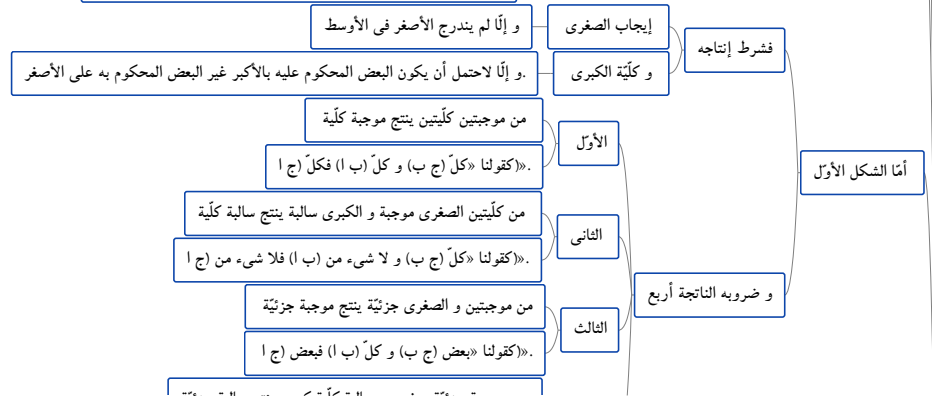 أمّا الشكل الأوّل
فشرط إنتاجه
إيجاب الصغرى
و إلّا لم يندرج الأصغر فى الأوسط
و كلّيّة الكبرى
و إلّا لاحتمل أن يكون البعض المحكوم عليه بالأكبر غير البعض المحكوم به على الأصغر.
و ضروبه الناتجة أربع
الأوّل
من موجبتين كلّيتين ينتج موجبة كلّية
كقولنا «كلّ (ج ب) و كلّ (ب ا) فكلّ (ج ا)».
الثانى
من كلّيتين الصغرى موجبة و الكبرى سالبة ينتج سالبة كلّية
كقولنا «كلّ (ج ب) و لا شىء من (ب ا) فلا شىء من (ج ا)».
الثالث
من موجبتين و الصغرى جزئيّة ينتج موجبة جزئيّة
كقولنا «بعض (ج ب) و كلّ (ب ا) فبعض (ج ا)».